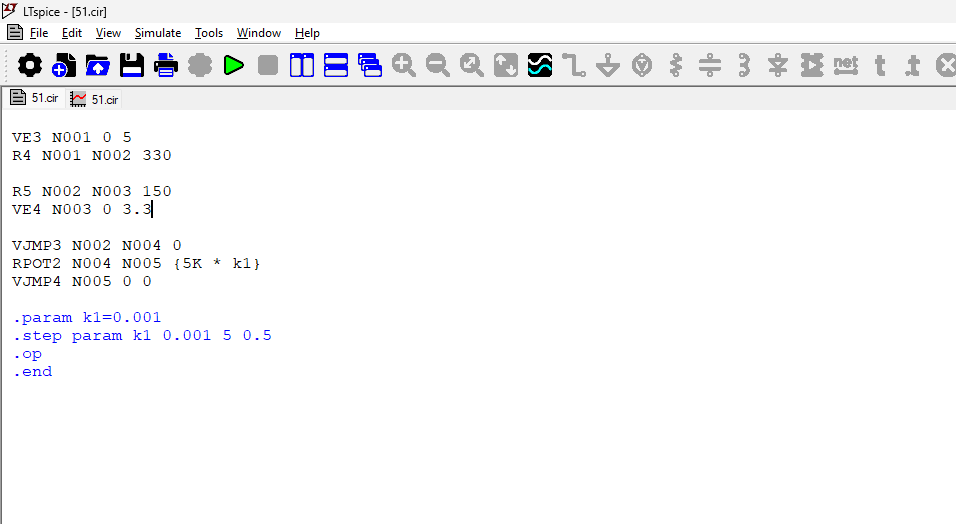 LTspice - [51.cir]
File Edit View Simulate Tools Window Help
net t .t
51.cir 51.cir
VE3 N001 0 5
R4 N001 N002 330
R5 N002 N003 150
VE4 N003 0 3.3
VJMP3 N002 N004 0
RPOT2 N004 N005 {5K * k1}
VJMP4 N005 0 0
.param k1=0.001
.step param k1 0.001 5 0.5
.op
.end